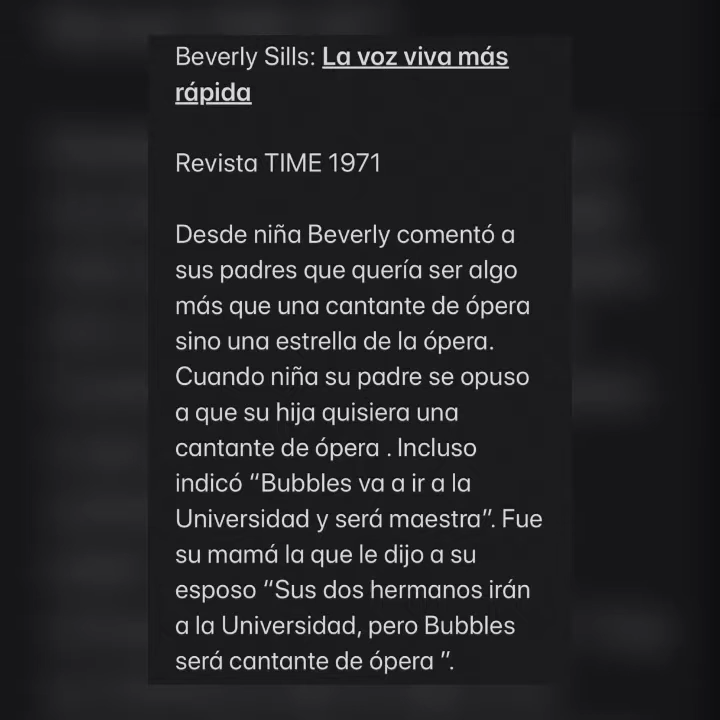 Beverly Sills: La voz viva más
rápida
Revista TIME 1971
Desde niña Beverly comentó a
sus padres que quería ser algo
más que una cantante de ópera
sino una estrella de la ópera.
Cuando niña su padre se opuso
a que su hija quisiera una
cantante de ópera . Incluso
indicó “Bubbles va a ir a la
Universidad y será maestra”. Fue
su mamá la que le dijo a su
esposo “Sus dos hermanos irán
a la Universidad, pero Bubbles
será cantante de ópera ”.